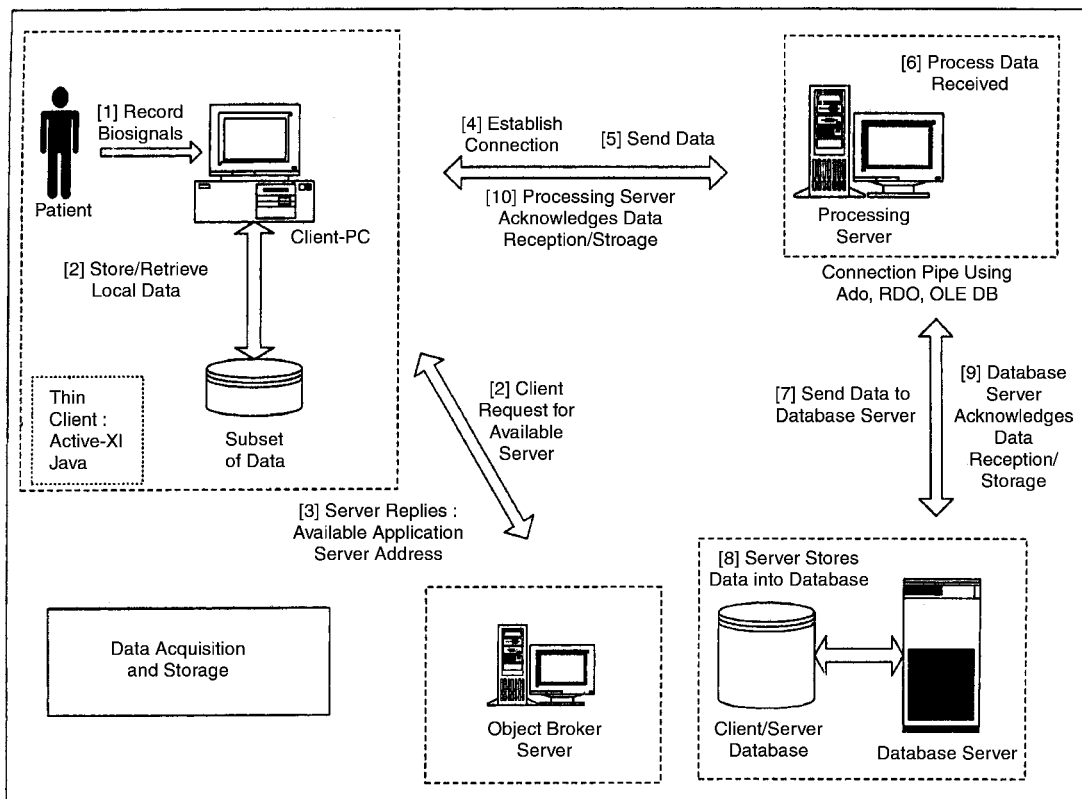 [1] Record
Biosignals
Patient
Client-PC
[2] Store/Retrieve
Local Data
Thin
Client :
Active-XI
Java
Subset
of Data
[4] Establish
Connection
[5] Send Data
[10] Processing Server
Acknowledges Data
Reception/Stroage
[6] Process Data
Received
Processing
Server
Connection Pipe Using
Ado, RDO, OLE DB
[2] Client
Request for
Available
Server
[3] Server Replies :
Available Application
Server Address
[7] Send Data to
Database Server
[9] Database
Server
Acknowledges
Data
Reception/
Storage
[8] Server Stores
Data into Database
Client/Server
Database
Database Server
Object Broker
Server
Data Acquisition
and Storage